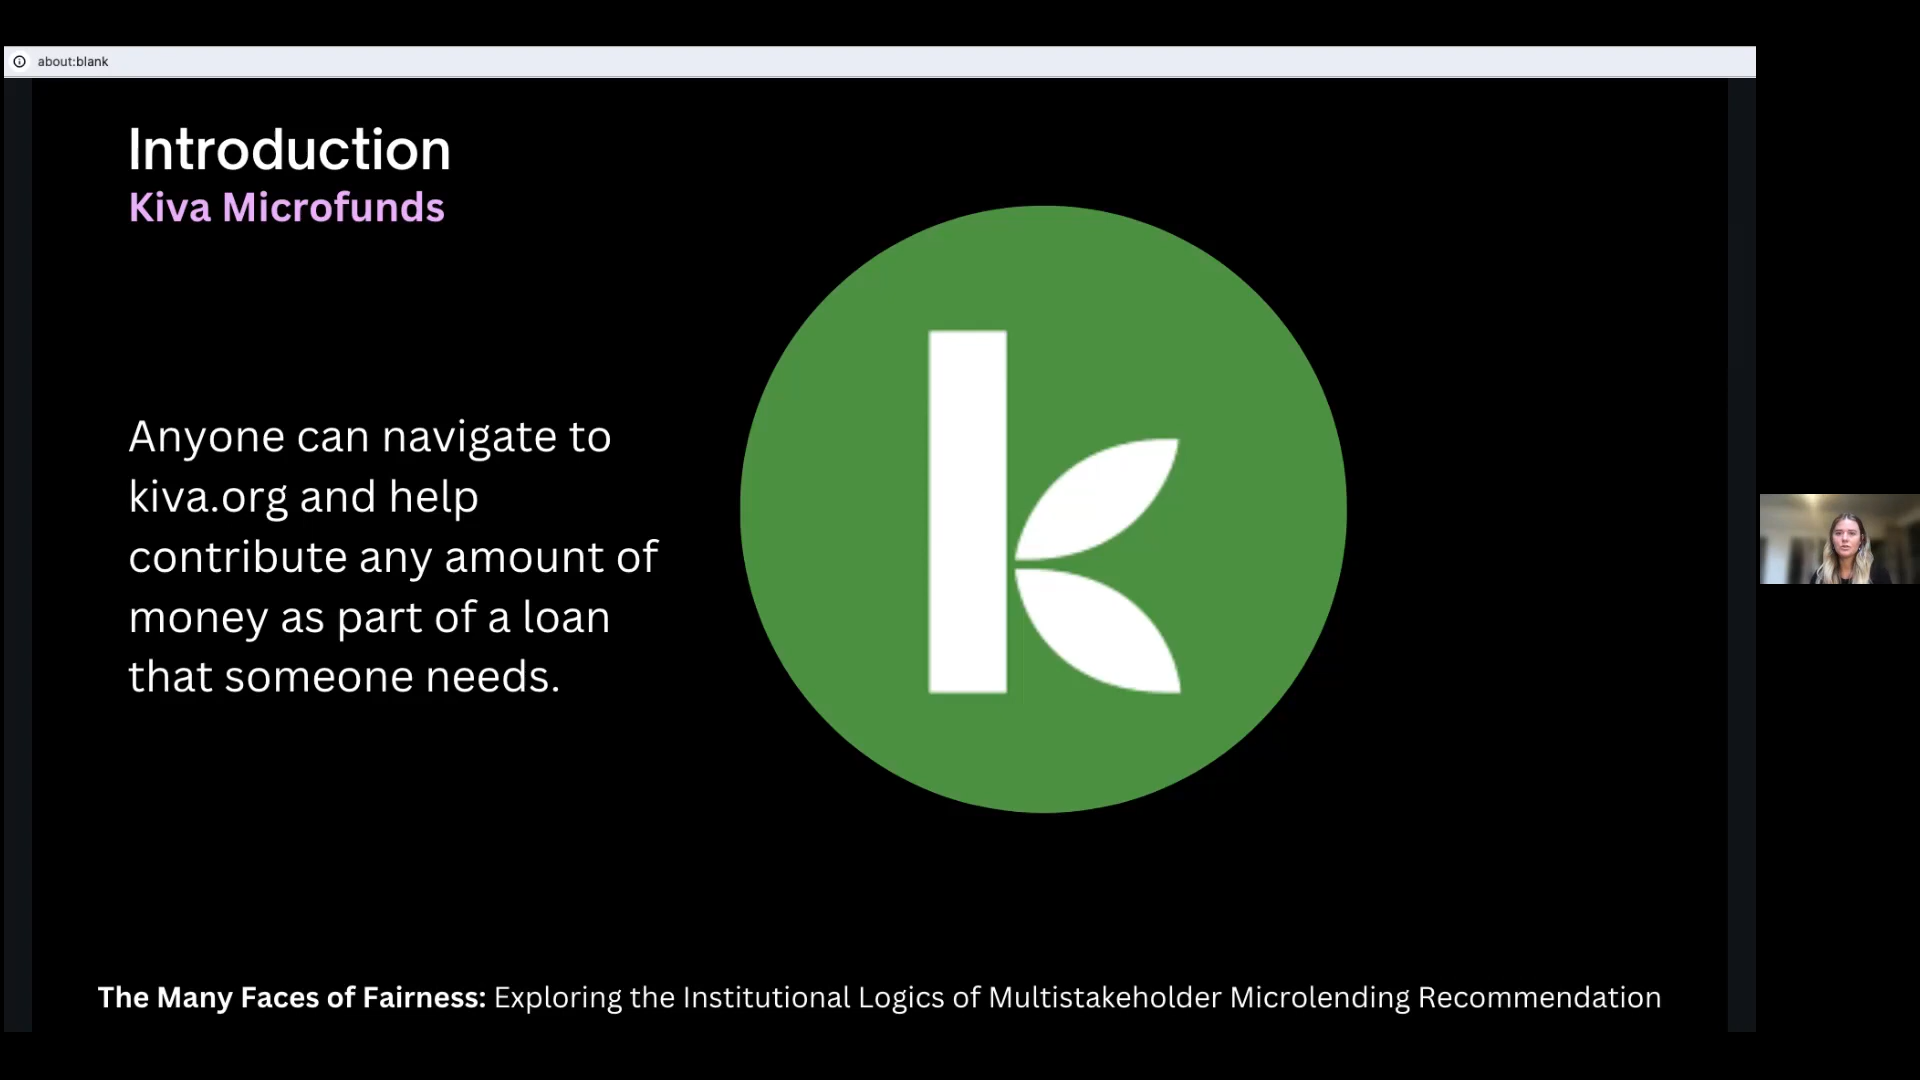 about:blank
Introduction
Kiva Microfunds
Anyone can navigate to
kiva.org and help
contribute any amount of
money as part of a loan
that someone needs.
The Many Faces of Fairness: Exploring the Institutional Logics of Multistakeholder Microlending Recommendation